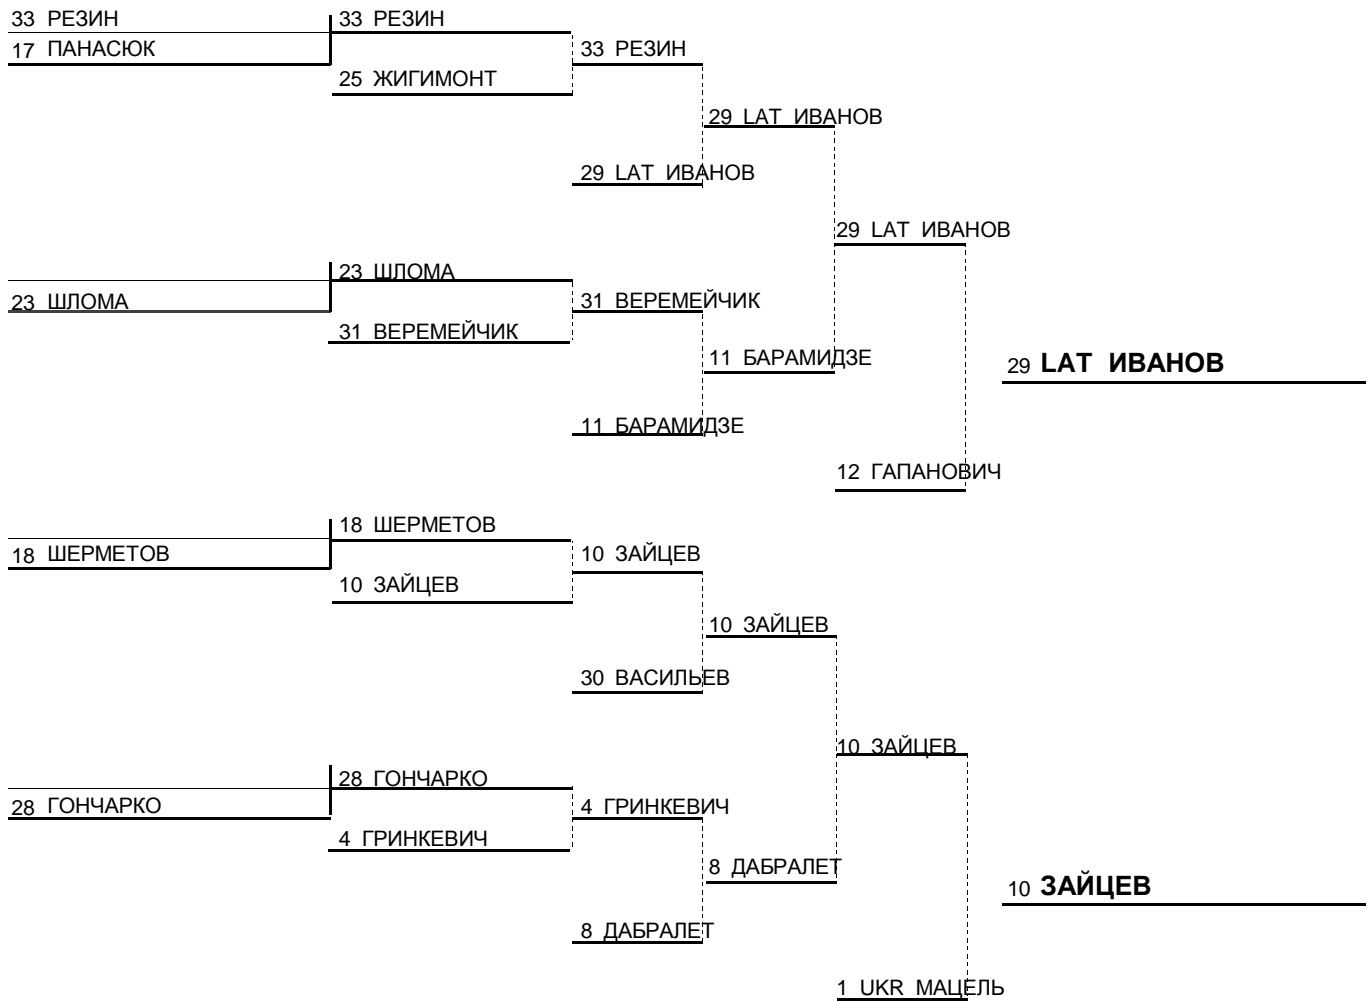 33 РЕЗИН
33 РЕЗИН
17 ПАНАСЮК
33 РЕЗИН
25 ЖИГИМОНТ
29 LAT ИВАНОВ
29 LAT ИВАНОВ
29 LAT ИВАНОВ
23 ШЛОМА
23 ШЛОМА
31 ВЕРЕМЕЙЧИК
31 ВЕРЕМЕЙЧИК
11 БАРАМИДЗЕ
29 LAT ИВАНОВ
11 БАРАМИДЗЕ
12 ГАПАНОВИЧ
18 ШЕРМЕТОВ
18 ШЕРМЕТОВ
10 ЗАЙЦЕВ
10 ЗАЙЦЕВ
10 ЗАЙЦЕВ
30 ВАСИЛЬЕВ
10 ЗАЙЦЕВ
28 ГОНЧАРКО
28 ГОНЧАРКО
4 ГРИНКЕВИЧ
4 ГРИНКЕВИЧ
8 ДАБРАЛЕТ
10 ЗАЙЦЕВ
8 ДАБРАЛЕТ
1 UKR МАЦЕЛЬ